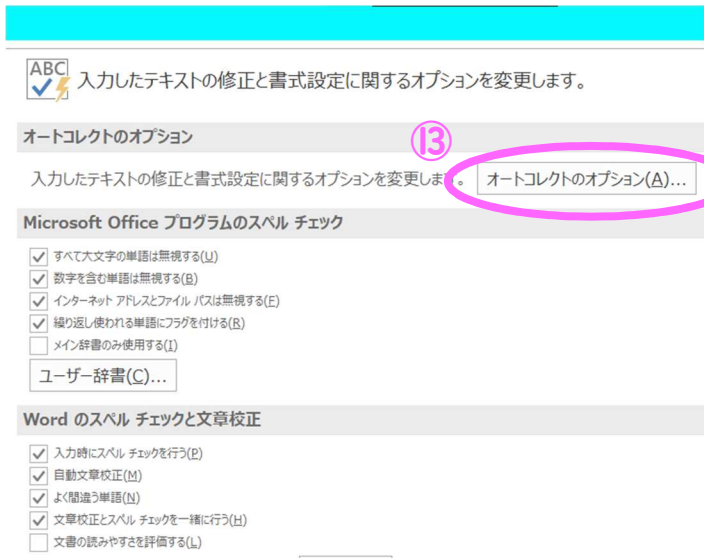 ABC
入力したテキストの修正と書式設定に関するオプションを変更します。
オートコレクトのオプション
⑬
入力したテキストの修正と書式設定に関するオプションを変更します。 オートコレクトのオプション(A)...
Microsoft Office プログラムのスペル チェック
すべて大文字の単語は無視する(U)
数字を含む単語は無視する(B)
インターネット アドレスとファイル パスは無視する(F)
繰り返し使われる単語にフラグを付ける(R)
メイン辞書のみ使用する(I)
ユーザー辞書(C)...
Word のスペル チェックと文章校正
入力時にスペル チェックを行う(P)
自動文章校正(M)
よく間違う単語(N)
文章校正とスペル チェックを一緒に行う(H)
文書の読みやすさを評価する(L)